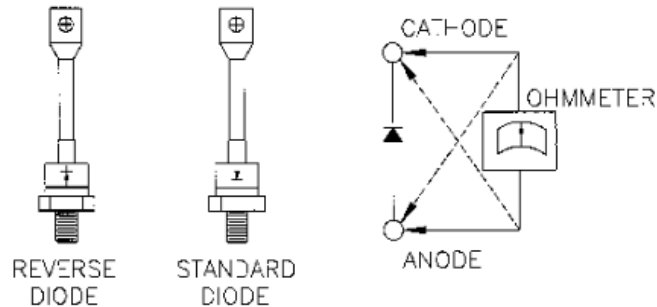 CATHODE
OHMMETER
ANODE
REVERSE
DIODE
STANDARD
DIODE